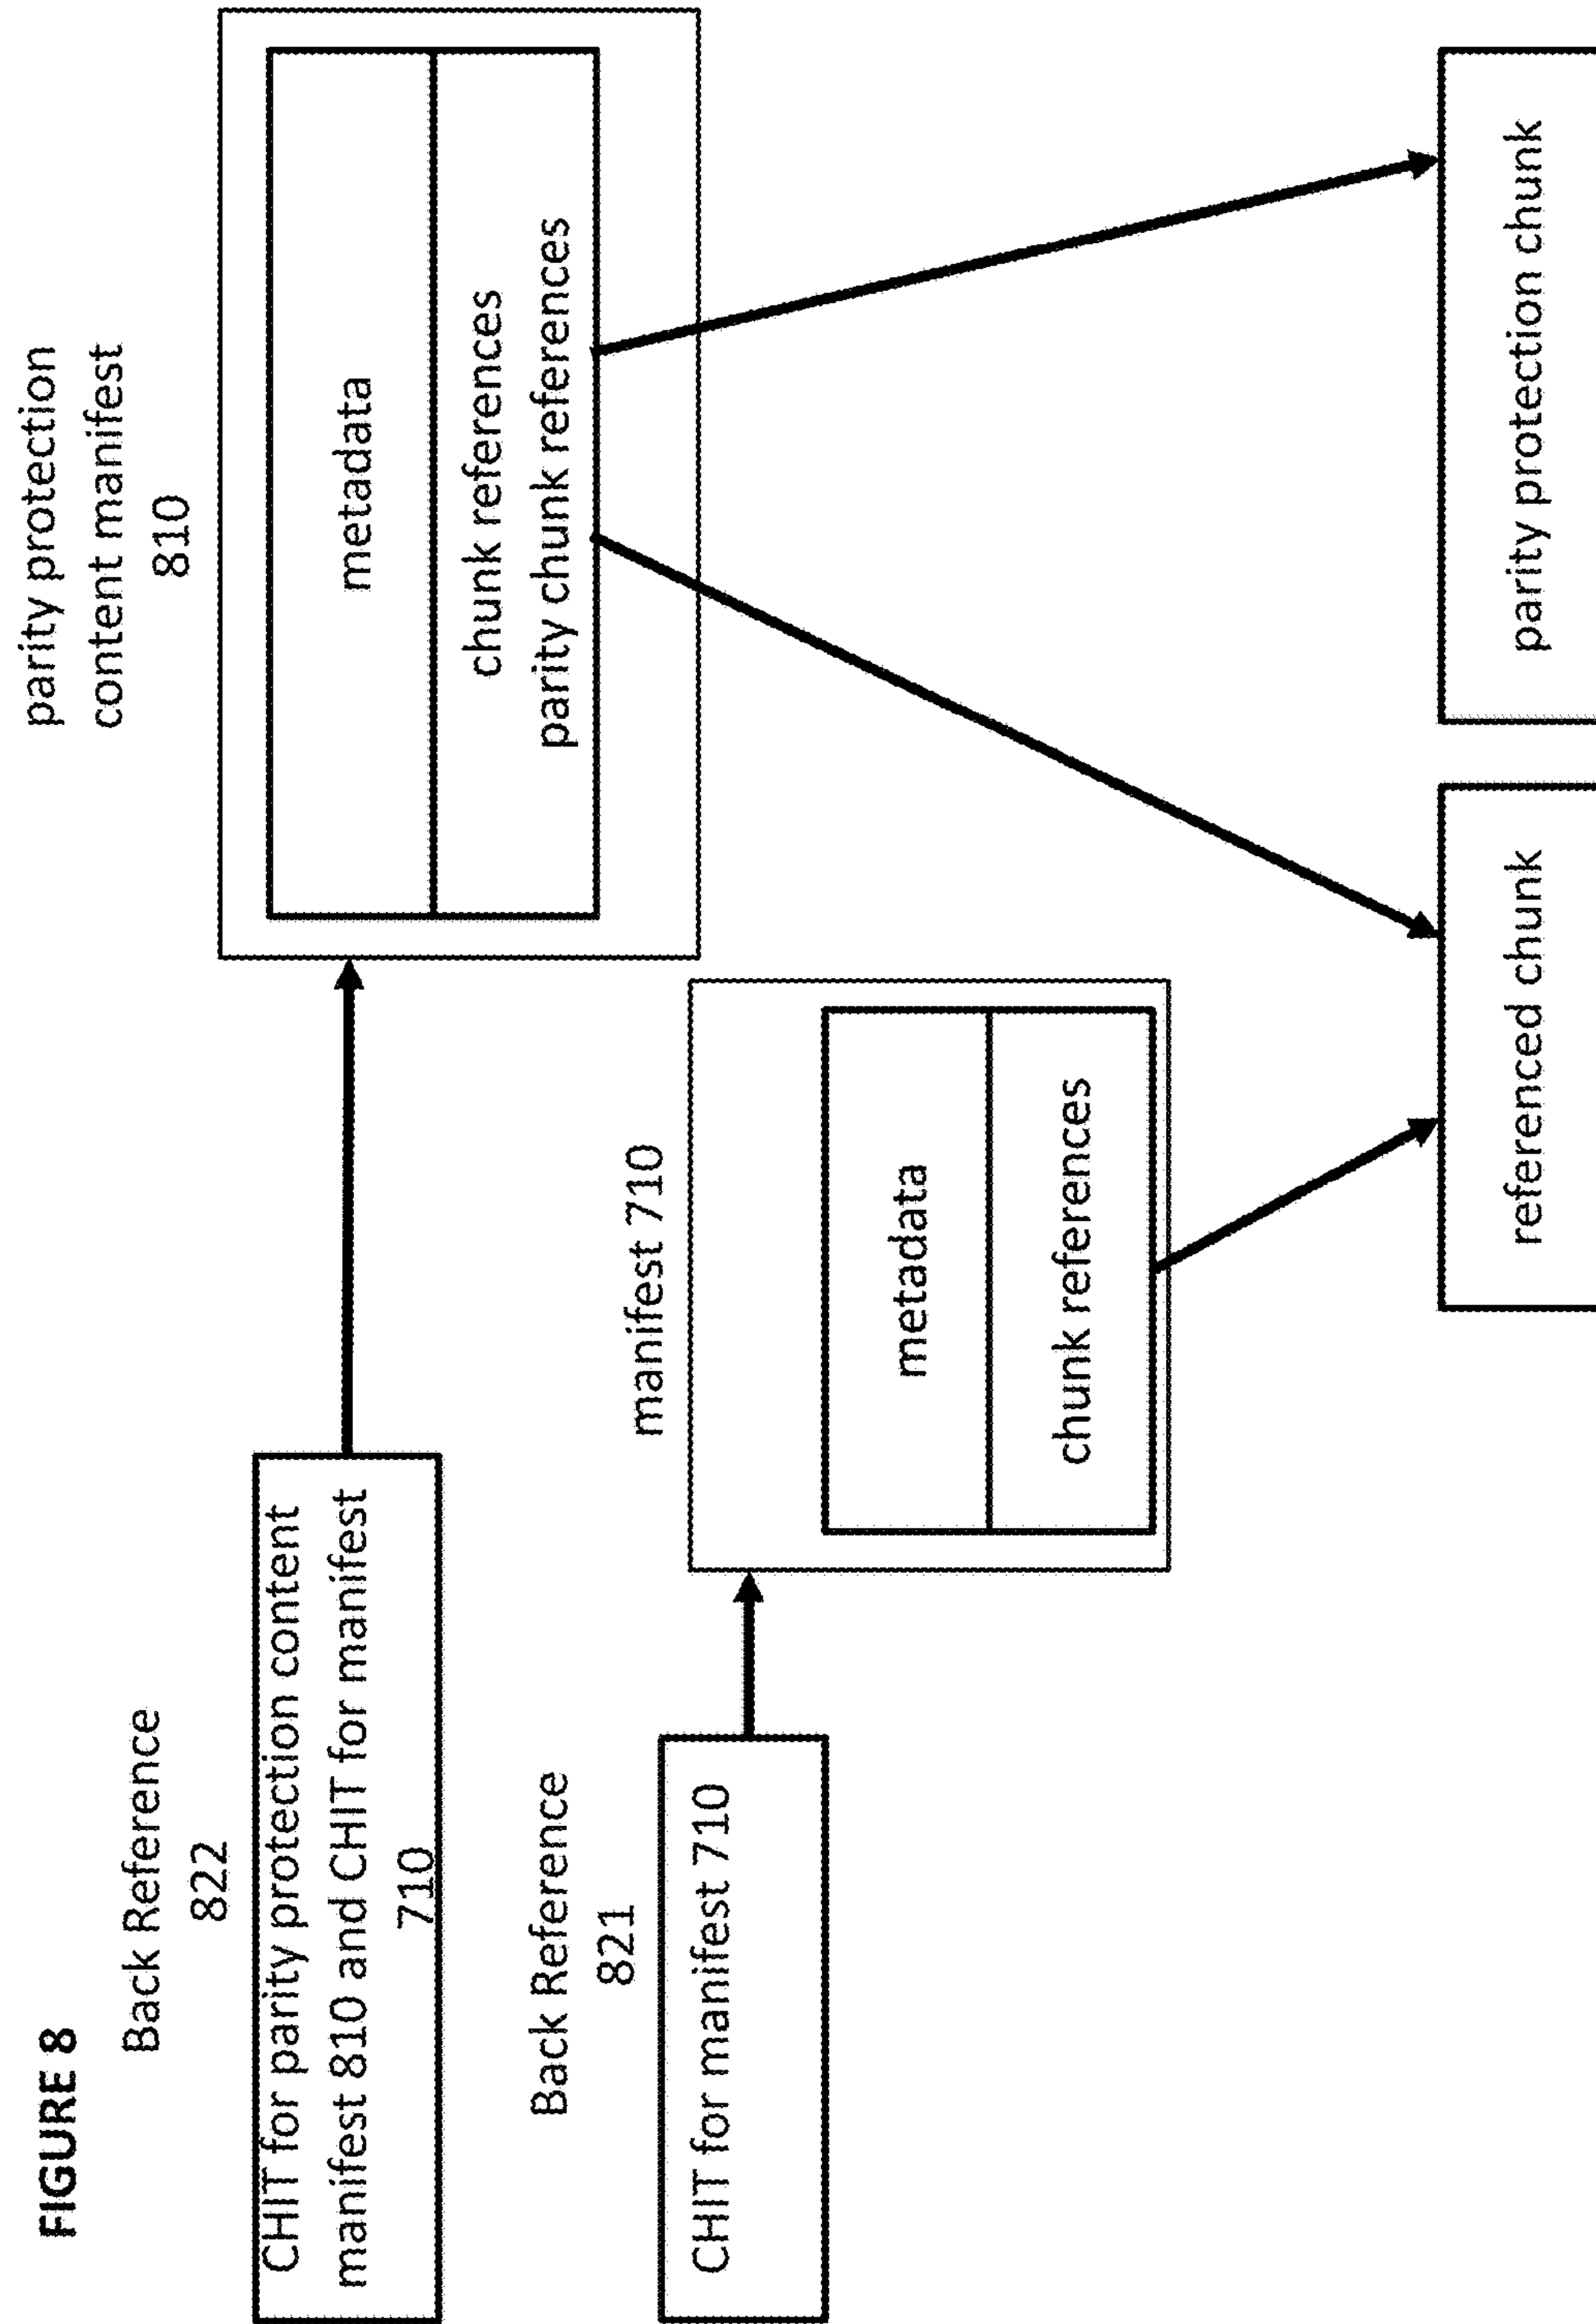 FIGURE 8
Back Reference
822
CHIT for parity protection content
manifest 810 and CHIT for manifest
710
parity protection
content manifest
810
metadata
chunk references
parity chunk references
Back Reference
821
CHIT for manifest 710
manifest 710
metadata
chunk references
referenced chunk
parity protection chunk